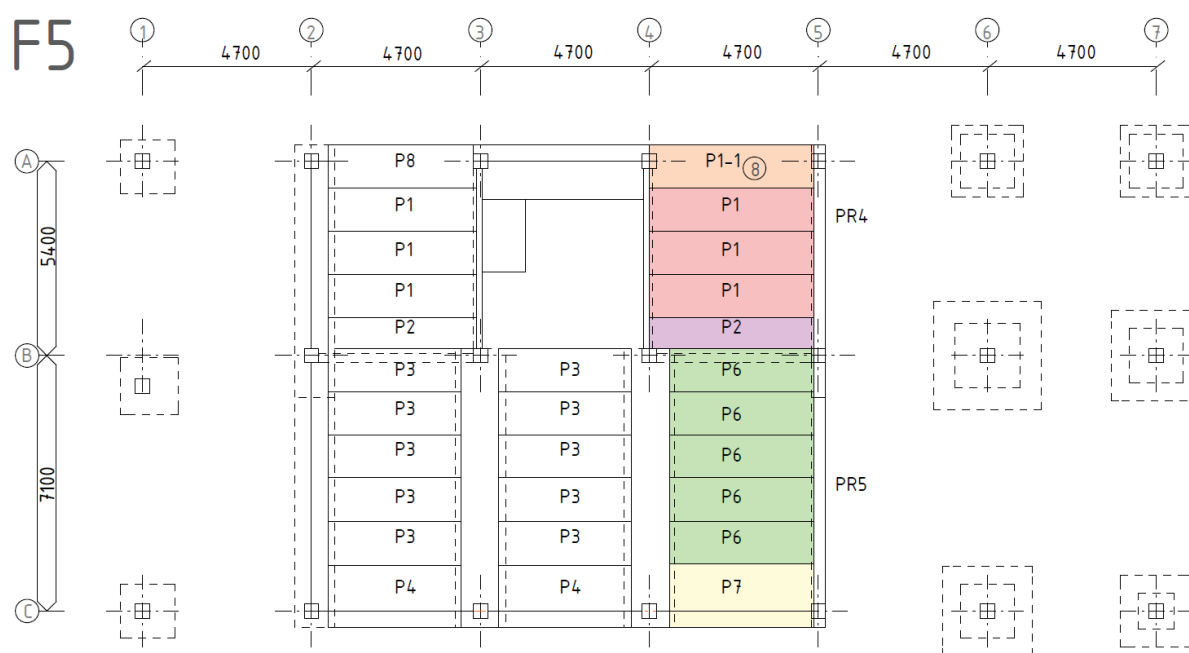 F5
1 2 3 4 5 6 7
4700 4700 4700 4700 4700 4700
A
P8 P1-1 8
P1 P1
PR4
5400
P1 P1
P1 P1
P2 P2
B
P3 P3 P6
P3 P3 P6
P3 P3 P6
7100
PR5
P3 P3 P6
P3 P3 P6
P4 P4 P7
C